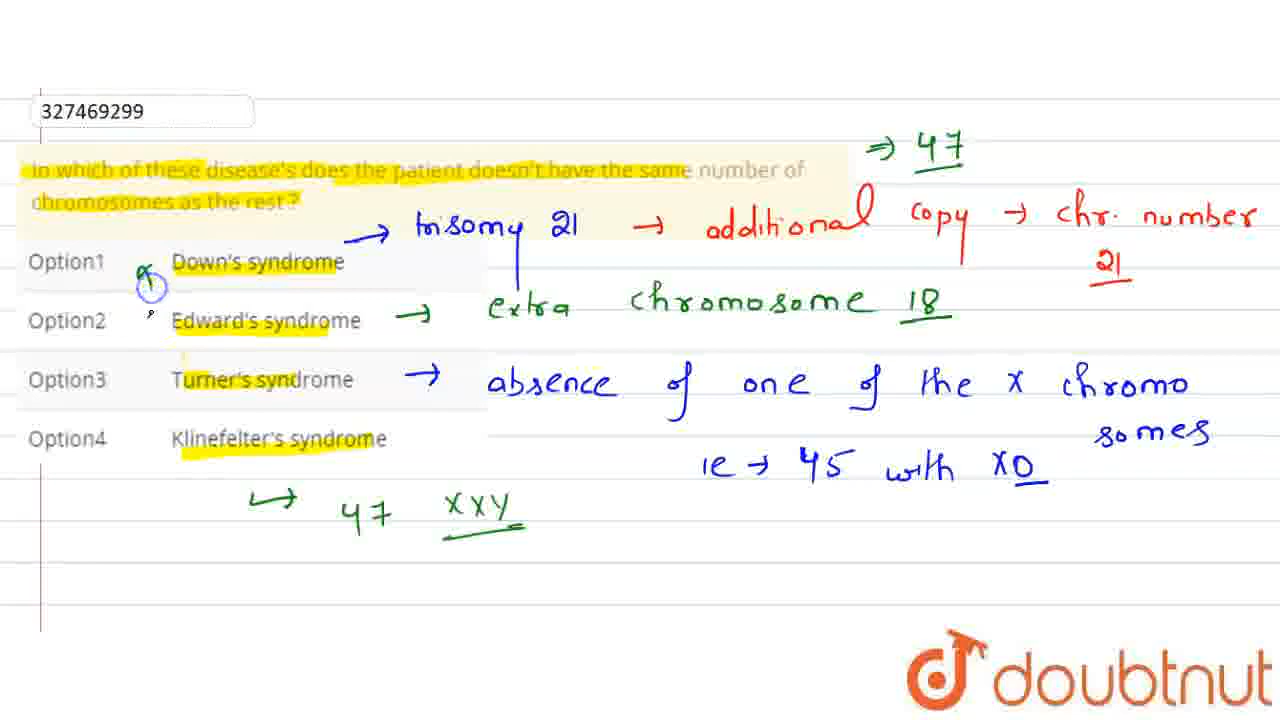 327469299
⇒ 47
In which of these disease's does the patient doesn't have the same number of
chromosomes as the rest ?
→ trisomy 21 → additional copy → chr. number
21
Option1 Down's syndrome
Option2 Edward's syndrome → extra chromosome 18
Option3 Turner's syndrome → absence of one of the x chromo
somes
Option4 Klinefelter's syndrome
ie → 45 with XO
→ 47 XXY
doubtnut